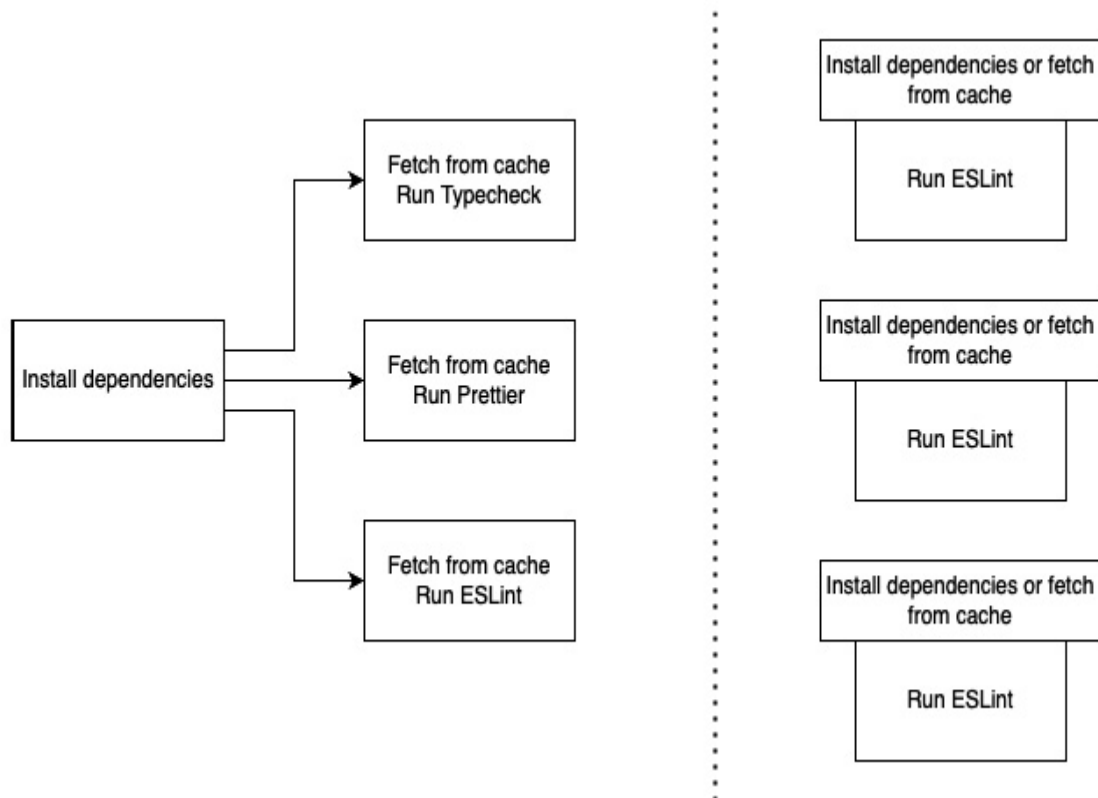 Install dependencies
Fetch from cache
Run Typecheck
Fetch from cache
Run Prettier
Fetch from cache
Run ESLint
Install dependencies or fetch
from cache
Run ESLint
Install dependencies or fetch
from cache
Run ESLint
Install dependencies or fetch
from cache
Run ESLint